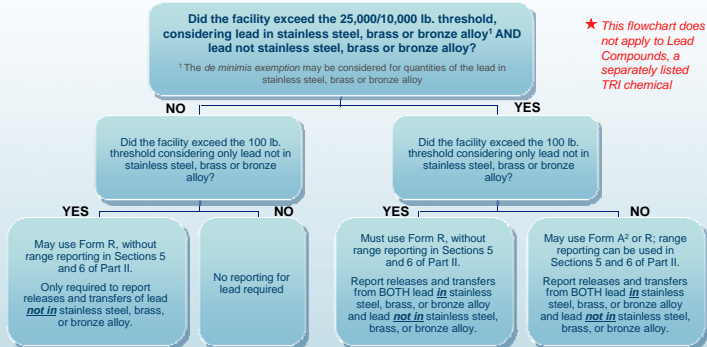 Did the facility exceed the 25,000/10,000 lb. threshold,
considering lead in stainless steel, brass or bronze alloy¹ AND
lead not stainless steel, brass or bronze alloy?
¹ The de minimis exemption may be considered for quantities of the lead in
stainless steel, brass or bronze alloy
★ This flowchart does
not apply to Lead
Compounds, a
separately listed
TRI chemical
NO
YES
Did the facility exceed the 100 lb.
threshold considering only lead not in
stainless steel, brass or bronze
alloy?
Did the facility exceed the 100 lb.
threshold considering only lead not in
stainless steel, brass or bronze
alloy?
YES
NO
YES
NO
May use Form R, without
range reporting in Sections 5
and 6 of Part II.
Only required to report
releases and transfers of lead
not in stainless steel, brass,
or bronze alloy.
No reporting for
lead required
Must use Form R, without
range reporting in Sections 5
and 6 of Part II.
Report releases and transfers
from BOTH lead in stainless
steel, brass, or bronze alloy
and lead not in stainless steel,
brass, or bronze alloy.
May use Form A² or R; range
reporting can be used in
Sections 5 and 6 of Part II.
Report releases and transfers
from BOTH lead in stainless
steel, brass, or bronze alloy
and lead not in stainless steel,
brass, or bronze alloy.